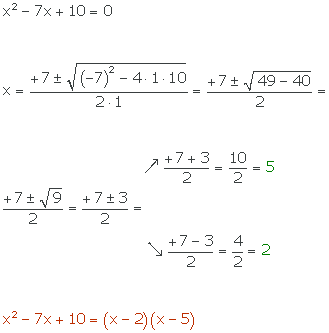 x² − 7x + 10 = 0
x = (+7 ± √((−7)² − 4 · 1 · 10)) / (2 · 1) = (+7 ± √(49 − 40)) / 2 =
(+7 ± √9) / 2 = (+7 ± 3) / 2 =
↗ (+7 + 3) / 2 = 10 / 2 = 5
↘ (+7 − 3) / 2 = 4 / 2 = 2
x² − 7x + 10 = (x − 2)(x − 5)